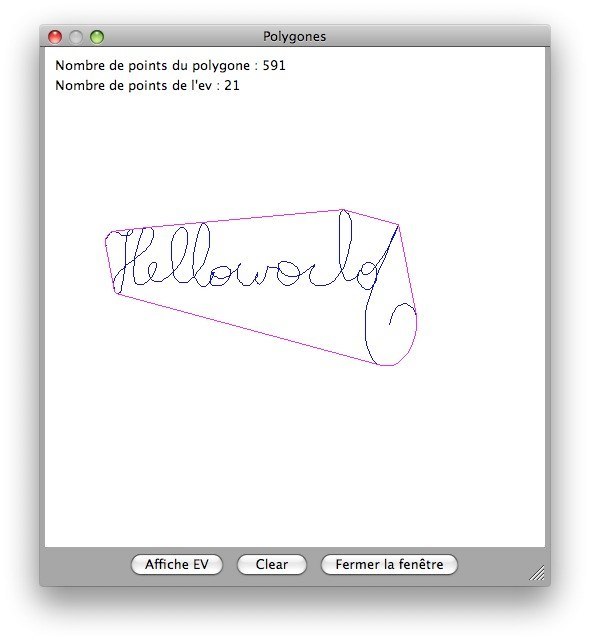 Polygones
Nombre de points du polygone : 591
Nombre de points de l'ev : 21
Helloworld
Affiche EV Clear Fermer la fenêtre